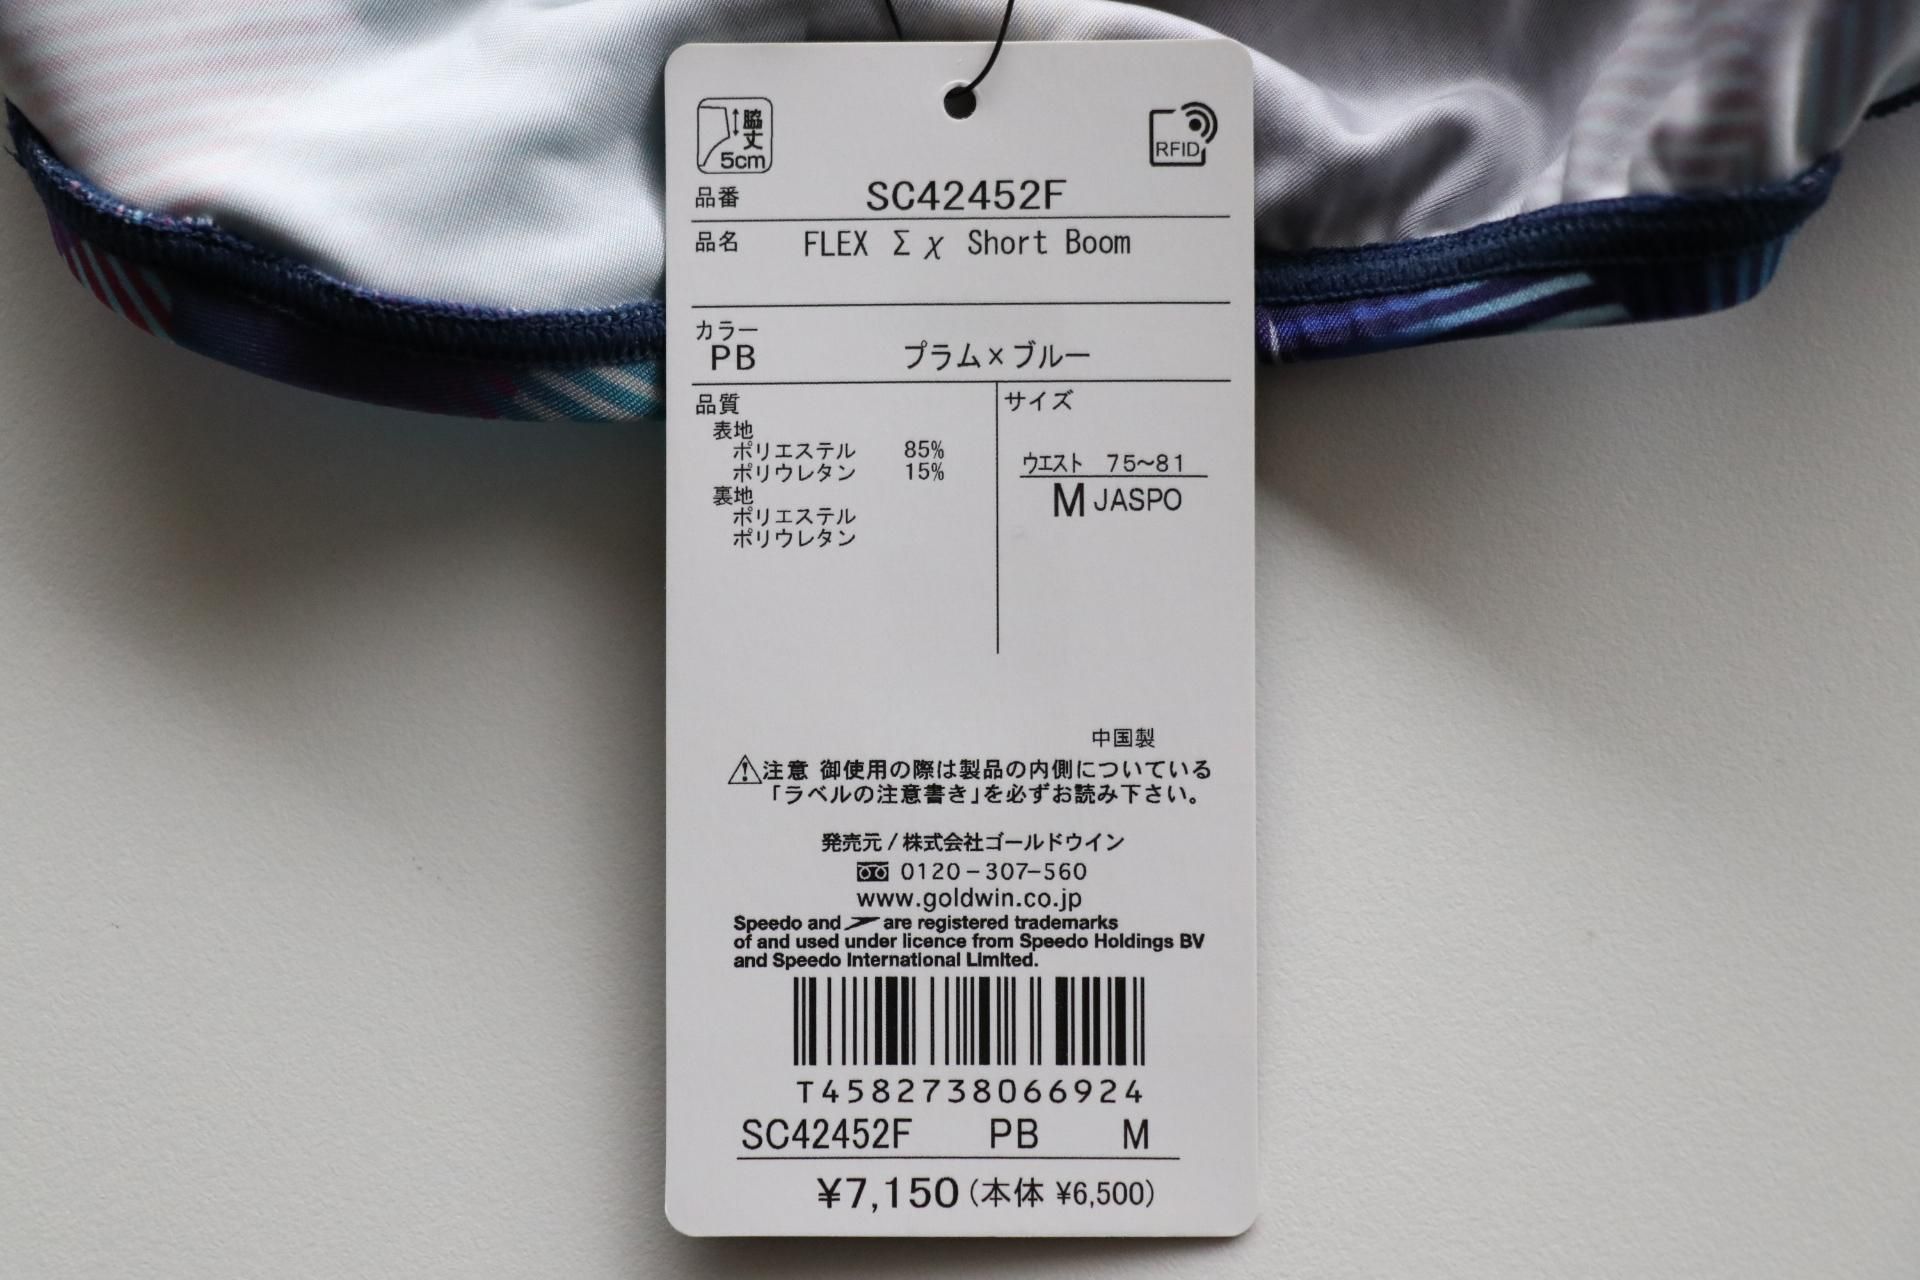 脇丈
5cm
RFID
品番 SC42452F
品名 FLEX Σχ Short Boom
カラー
PB プラム×ブルー
品質
表地
ポリエステル 85%
ポリウレタン 15%
裏地
ポリエステル
ポリウレタン
サイズ
ウエスト 75~81
M JASPO
中国製
⚠注意 御使用の際は製品の内側についている
「ラベルの注意書き」を必ずお読み下さい。
発売元/株式会社ゴールドウイン
0120-307-560
www.goldwin.co.jp
Speedo and are registered trademarks
of and used under licence from Speedo Holdings BV
and Speedo International Limited.
T4582738066924
SC42452F PB M
¥7,150(本体 ¥6,500)